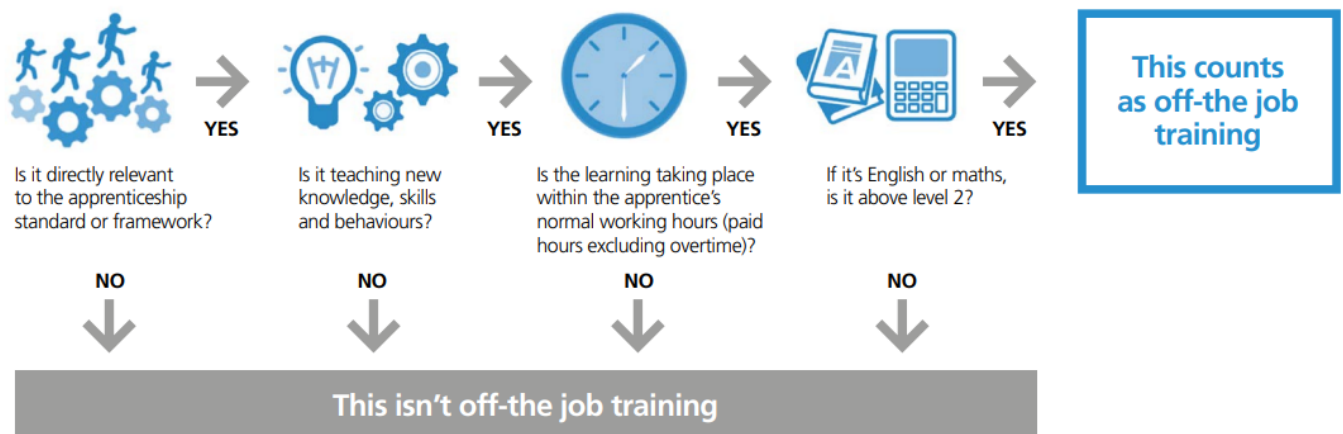 This counts
as off-the job
training
YES
YES
YES
YES
Is it directly relevant
to the apprenticeship
standard or framework?
Is it teaching new
knowledge, skills
and behaviours?
Is the learning taking place
within the apprentice's
normal working hours (paid
hours excluding overtime)?
If it's English or maths,
is it above level 2?
NO
NO
NO
NO
This isn't off-the job training
A